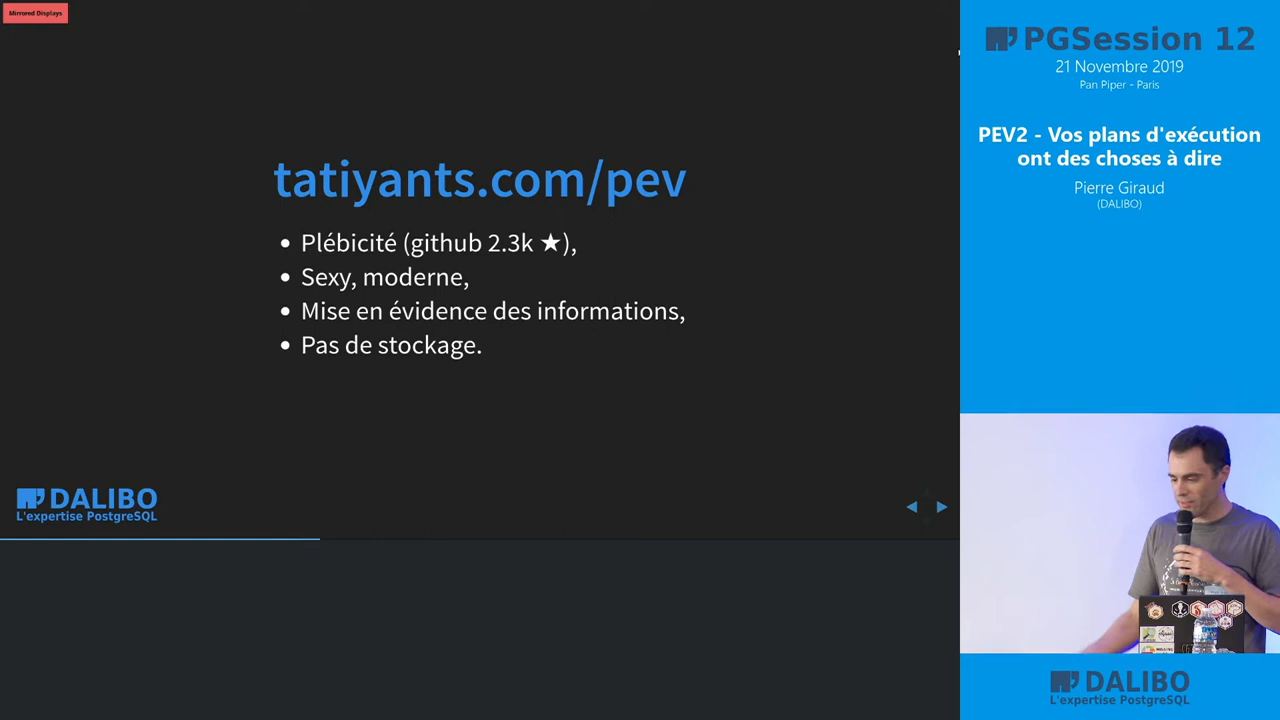 Mirrored Displays
tatiyants.com/pev
• Plébicité (github 2.3k ★),
• Sexy, moderne,
• Mise en évidence des informations,
• Pas de stockage.
DALIBO
L'expertise PostgreSQL
PGSession 12
21 Novembre 2019
Pan Piper - Paris
PEV2 - Vos plans d'exécution
ont des choses à dire
Pierre Giraud
(DALIBO)
DALIBO
L'expertise PostgreSQL